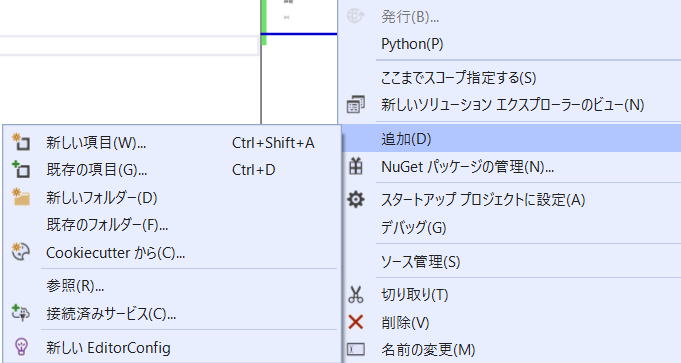 発行(B)...
Python(P)
ここまでスコープ指定する(S)
新しいソリューション エクスプローラーのビュー(N)
追加(D)
NuGet パッケージの管理(N)...
スタートアップ プロジェクトに設定(A)
デバッグ(G)
ソース管理(S)
切り取り(T)
削除(V)
名前の変更(M)
新しい項目(W)... Ctrl+Shift+A
既存の項目(G)... Ctrl+D
新しいフォルダー(D)
既存のフォルダー(F)...
Cookiecutter から(C)...
参照(R)...
接続済みサービス(C)...
新しい EditorConfig